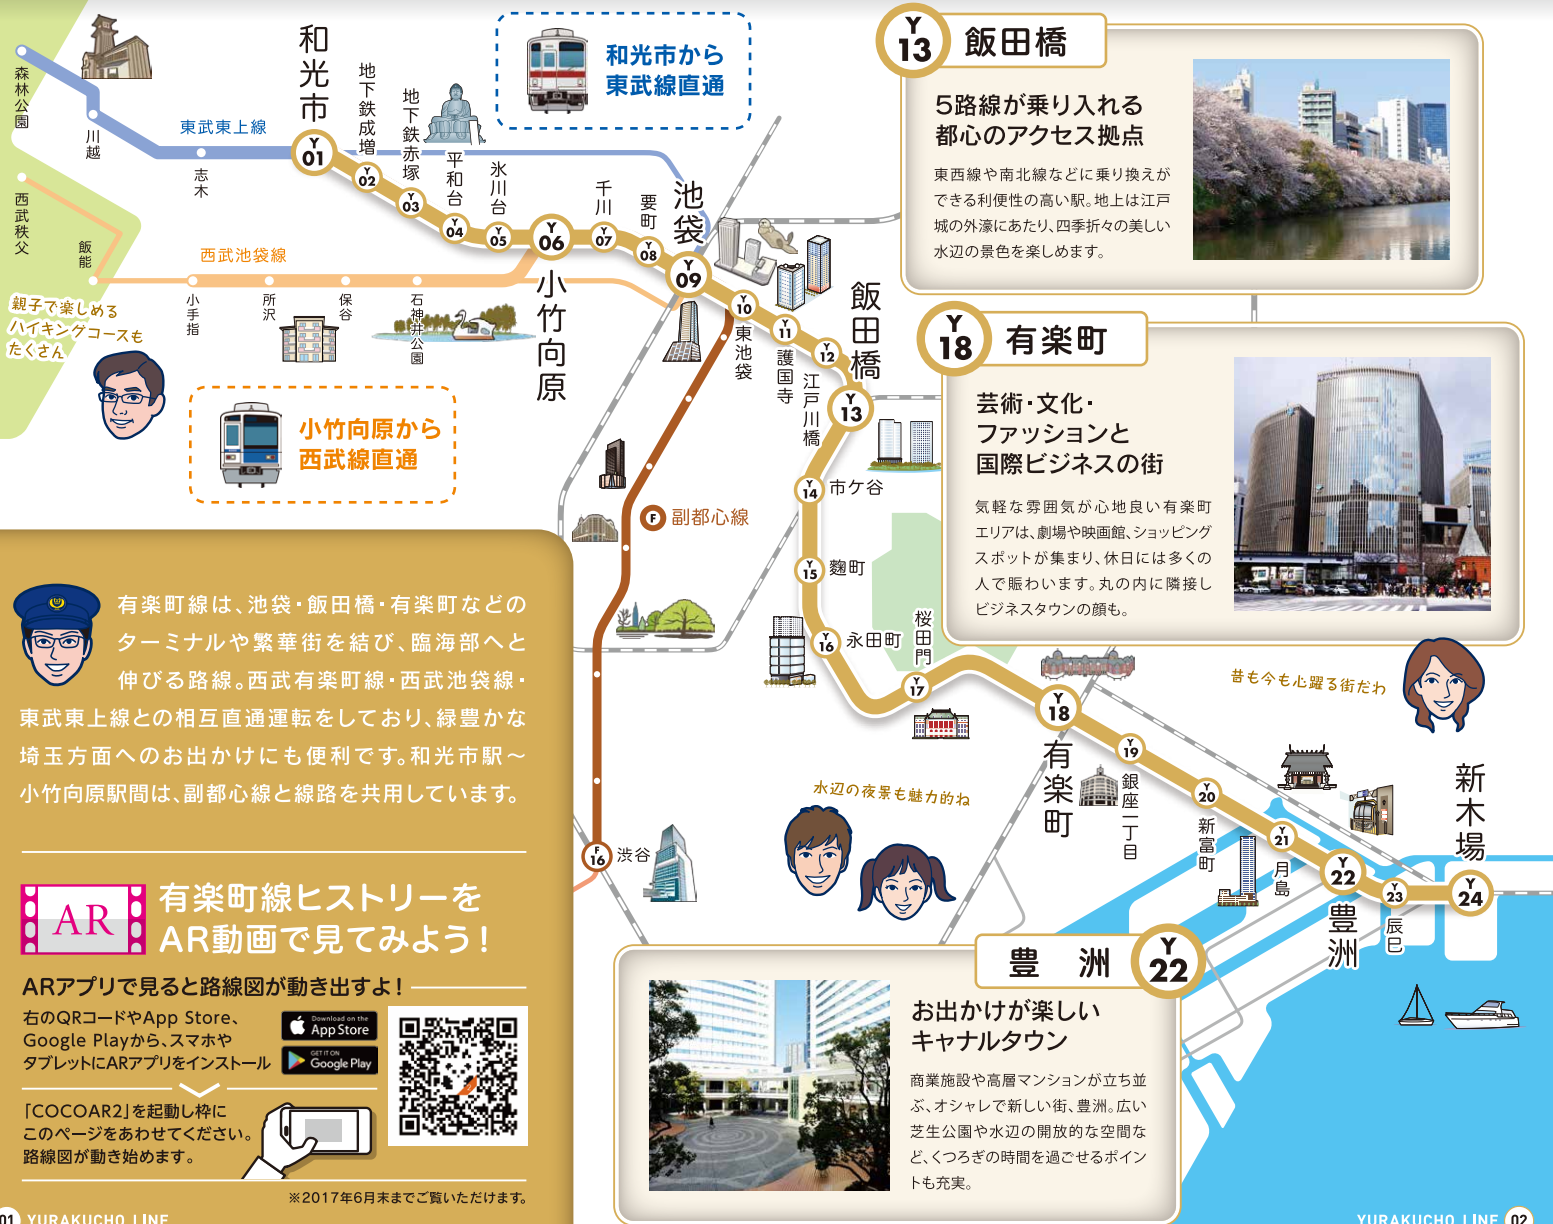 森林公園
川越
東武東上線
志木
和光市
Y
01
地下鉄成増
Y
02
地下鉄赤塚
Y
03
平和台
Y
04
氷川台
Y
05
Y
06
小竹向原
千川
Y
07
要町
Y
08
池袋
Y
09
Y
10
東池袋
Y
11
護国寺
Y
12
江戸川橋
飯田橋
Y
13
Y
14
市ケ谷
Y
15
麴町
Y
16
永田町
桜田門
Y
17
Y
18
有楽町
Y
19
銀座一丁目
Y
20
新富町
Y
21
月島
Y
22
豊洲
Y
23
辰巳
新木場
Y
24
和光市から
東武線直通
西武秩父
飯能
西武池袋線
小手指
所沢
保谷
石神井公園
親子で楽しめる
ハイキングコースも
たくさん
小竹向原から
西武線直通
F
副都心線
F
16
渋谷
水辺の夜景も魅力的ね
昔も今も心躍る街だわ
Y
13
飯田橋
5路線が乗り入れる
都心のアクセス拠点
東西線や南北線などに乗り換えが
できる利便性の高い駅。地上は江戸
城の外濠にあたり、四季折々の美しい
水辺の景色を楽しめます。
Y
18
有楽町
芸術・文化・
ファッションと
国際ビジネスの街
気軽な雰囲気が心地良い有楽町
エリアは、劇場や映画館、ショッピング
スポットが集まり、休日には多くの
人で賑わいます。丸の内に隣接し
ビジネスタウンの顔も。
豊 洲
Y
22
お出かけが楽しい
キャナルタウン
商業施設や高層マンションが立ち並
ぶ、オシャレで新しい街、豊洲。広い
芝生公園や水辺の開放的な空間な
ど、くつろぎの時間を過ごせるポイン
トも充実。
有楽町線は、池袋・飯田橋・有楽町などの
ターミナルや繁華街を結び、臨海部へと
伸びる路線。西武有楽町線・西武池袋線・
東武東上線との相互直通運転をしており、緑豊かな
埼玉方面へのお出かけにも便利です。和光市駅～
小竹向原駅間は、副都心線と線路を共用しています。
AR
有楽町線ヒストリーを
AR動画で見てみよう!
ARアプリで見ると路線図が動き出すよ!
右のQRコードやApp Store、
Google Playから、スマホや
タブレットにARアプリをインストール
Download on the
App Store
GET IT ON
Google Play
「COCOAR2」を起動し枠に
このページをあわせてください。
路線図が動き始めます。
※2017年6月末までご覧いただけます。
01 YURAKUCHO LINE
YURAKUCHO LINE 02